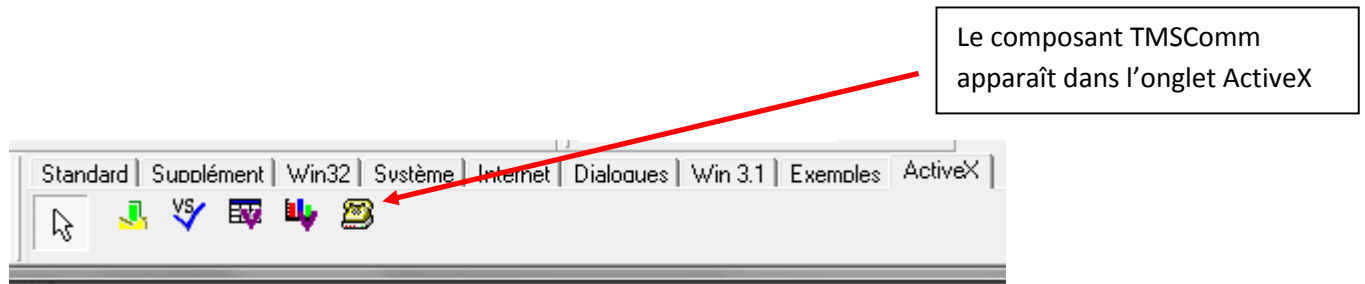 Le composant TMSComm
apparaît dans l'onglet ActiveX
Standard Supplément Win32 Système Internet Dialogues Win 3.1 Exemples ActiveX
VS